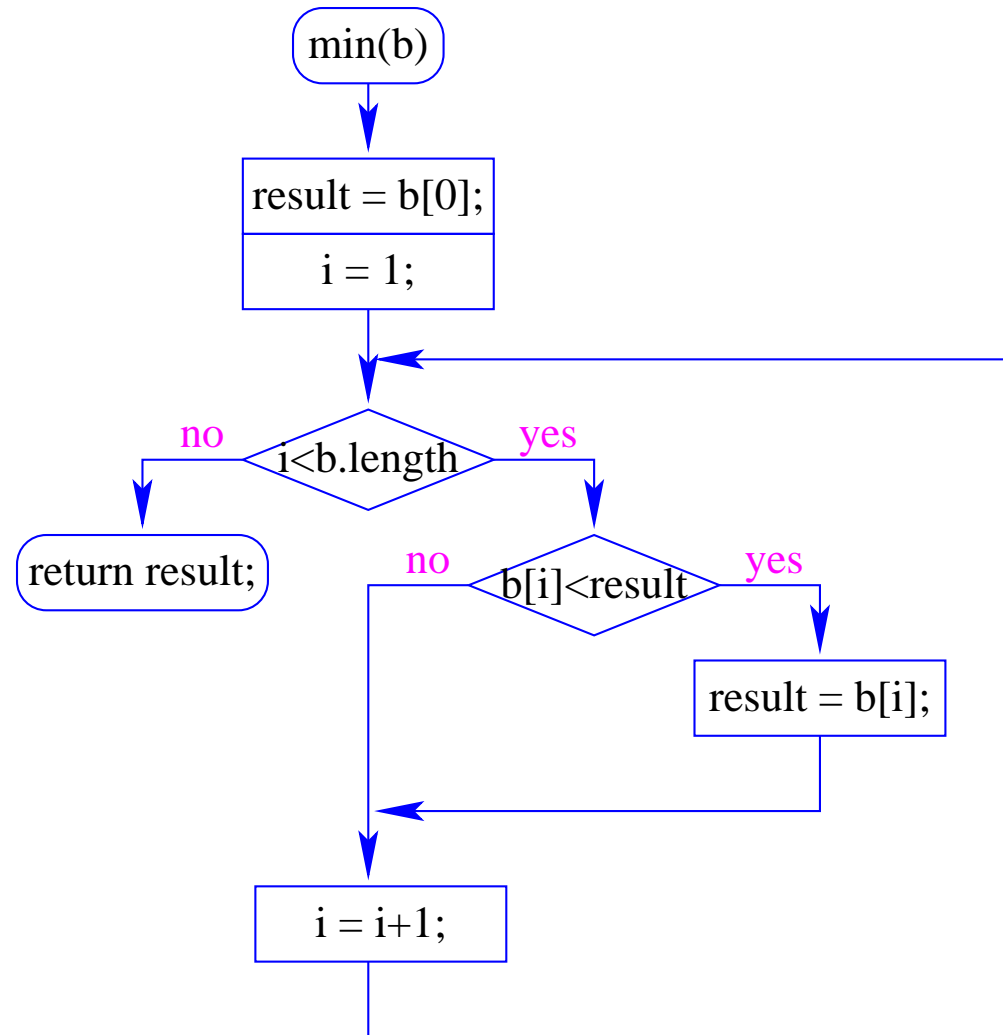 min(b)
result = b[0];
i = 1;
no
yes
i<b.length
return result;
no
yes
b[i]<result
result = b[i];
i = i+1;